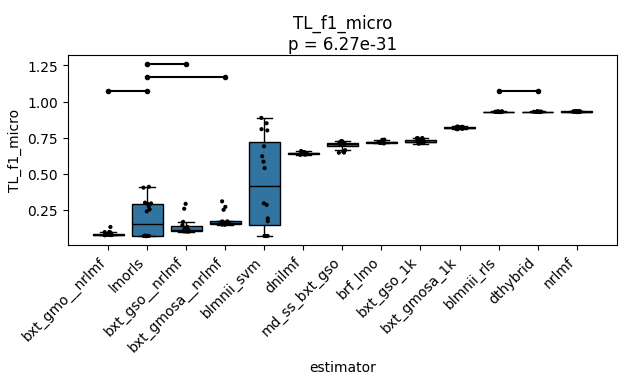 TL_f1_micro
p = 6.27e-31
TL_f1_micro
1.25
1.00
0.75
0.50
0.25
bxt_gmo__nrlmf
lmorls
bxt_gso__nrlmf
bxt_gmosa__nrlmf
blmnii_svm
dnilmf
md_ss_bxt_gso
brf_lmo
bxt_gso_1k
bxt_gmosa_1k
blmnii_rls
dthybrid
nrlmf
estimator